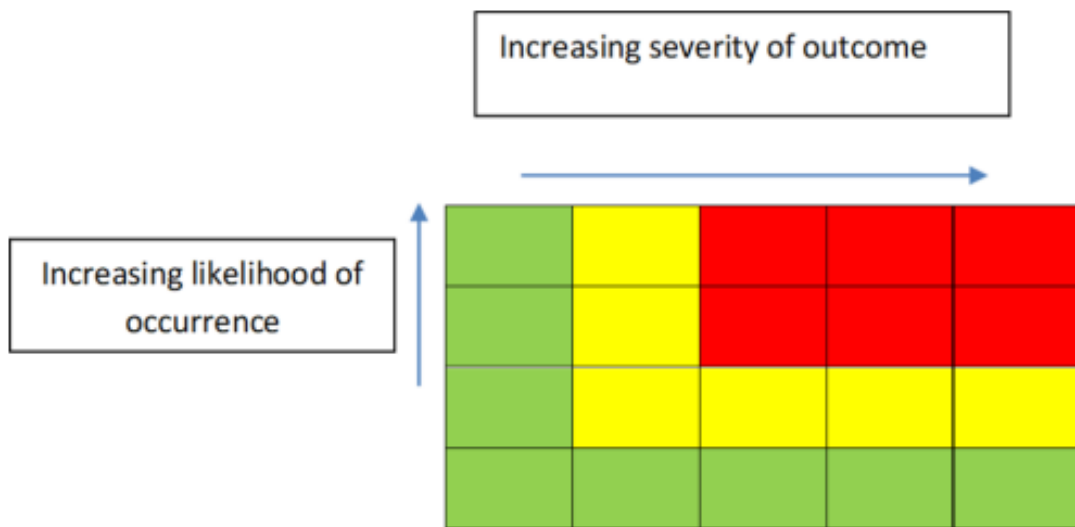 Increasing severity of outcome
Increasing likelihood of
occurrence